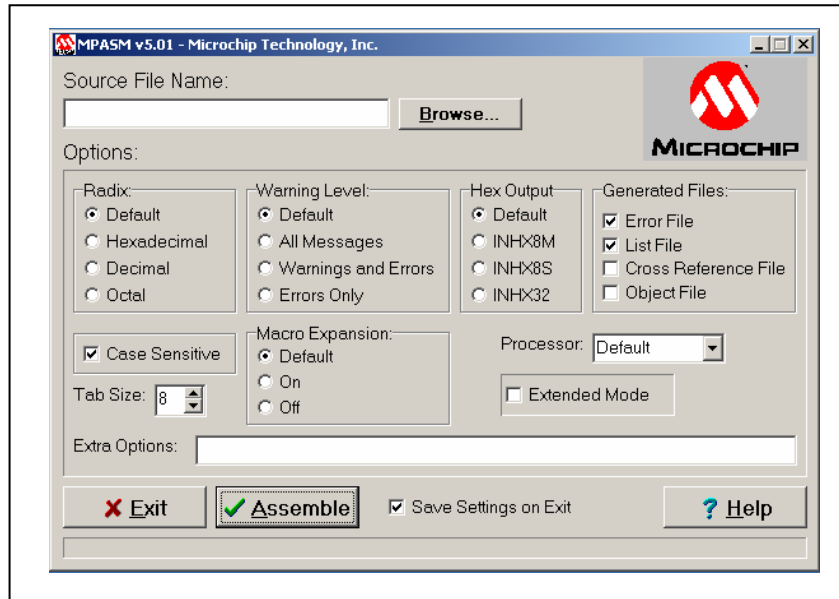 MPASM v5.01 - Microchip Technology, Inc.
Source File Name:
Browse...
MICROCHIP
Options:
Radix:
Default
Hexadecimal
Decimal
Octal
Warning Level:
Default
All Messages
Warnings and Errors
Errors Only
Hex Output
Default
INHX8M
INHX8S
INHX32
Generated Files:
Error File
List File
Cross Reference File
Object File
Case Sensitive
Tab Size: 8
Macro Expansion:
Default
On
Off
Processor: Default
Extended Mode
Extra Options:
Exit
Assemble
Save Settings on Exit
? Help